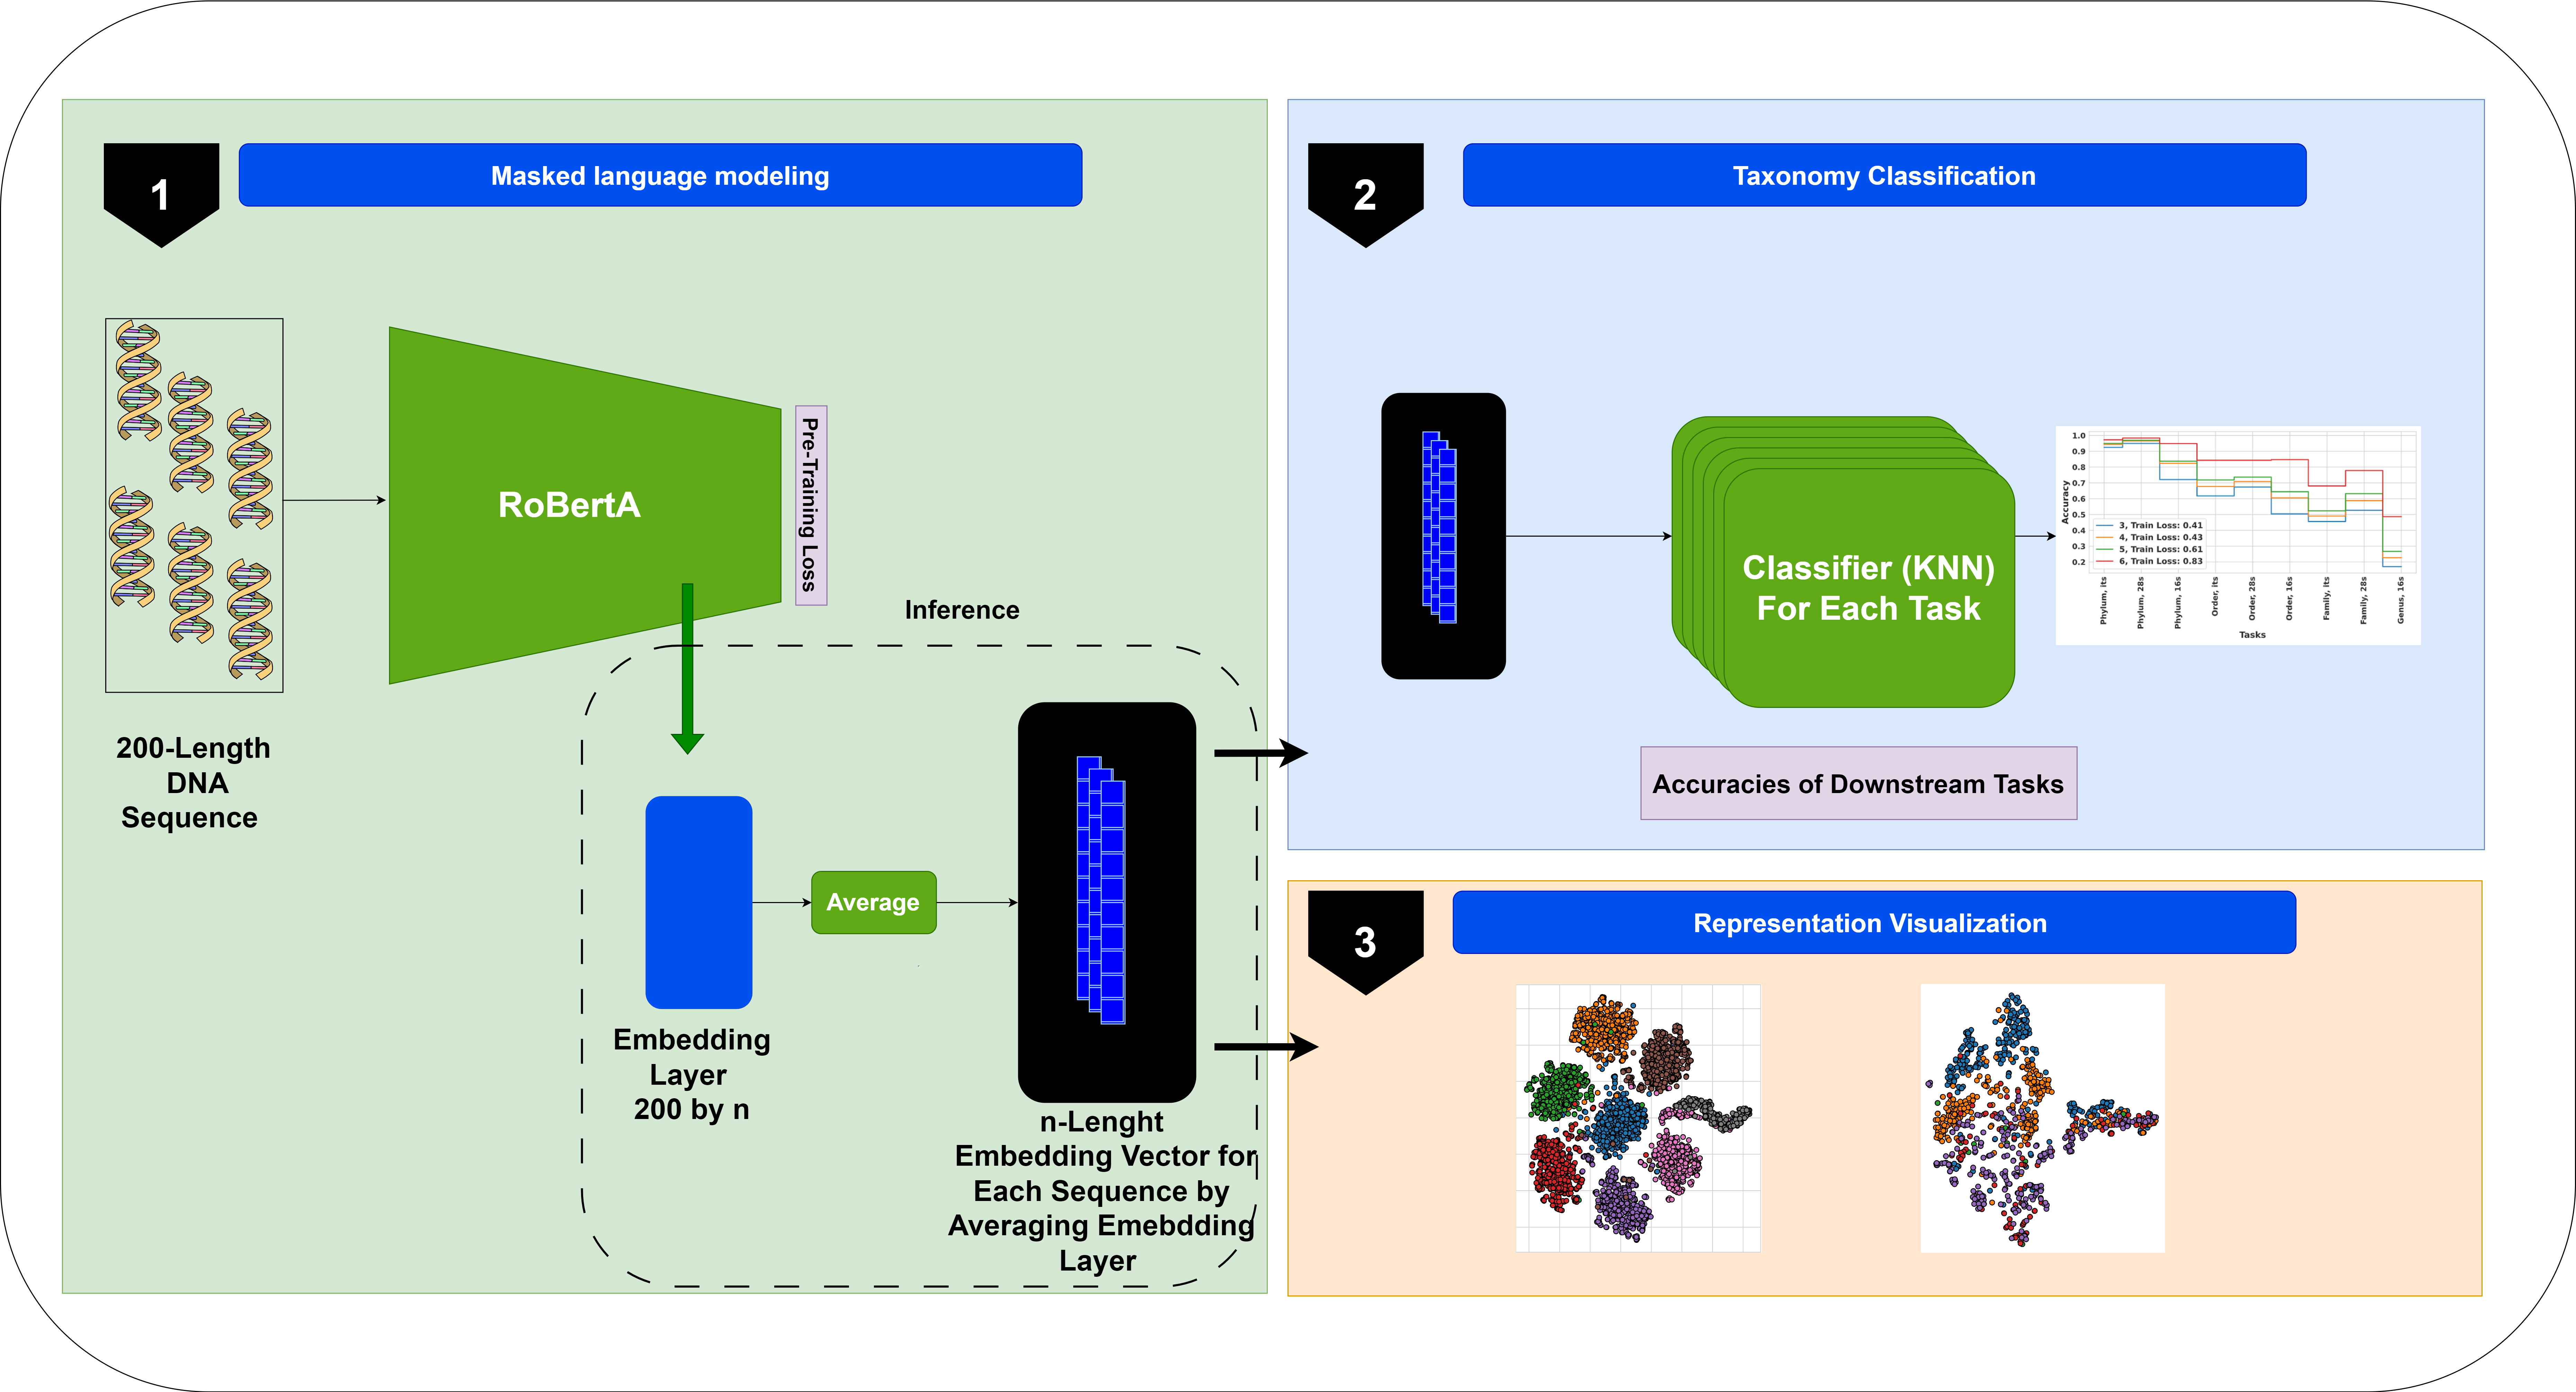 1
Masked language modeling
200-Length
DNA
Sequence
RoBertA
Pre-Training Loss
Inference
Embedding
Layer
200 by n
Average
n-Lenght
Embedding Vector for
Each Sequence by
Averaging Emebdding
Layer
2
Taxonomy Classification
Classifier (KNN)
For Each Task
Accuracy
1.0
0.9
0.8
0.7
0.6
0.5
0.4
0.3
0.2
3, Train Loss: 0.41
4, Train Loss: 0.43
5, Train Loss: 0.61
6, Train Loss: 0.83
Phylum, its
Phylum, 28s
Phylum, 16s
Order, its
Order, 28s
Order, 16s
Family, its
Family, 28s
Genus, 16s
Tasks
Accuracies of Downstream Tasks
3
Representation Visualization